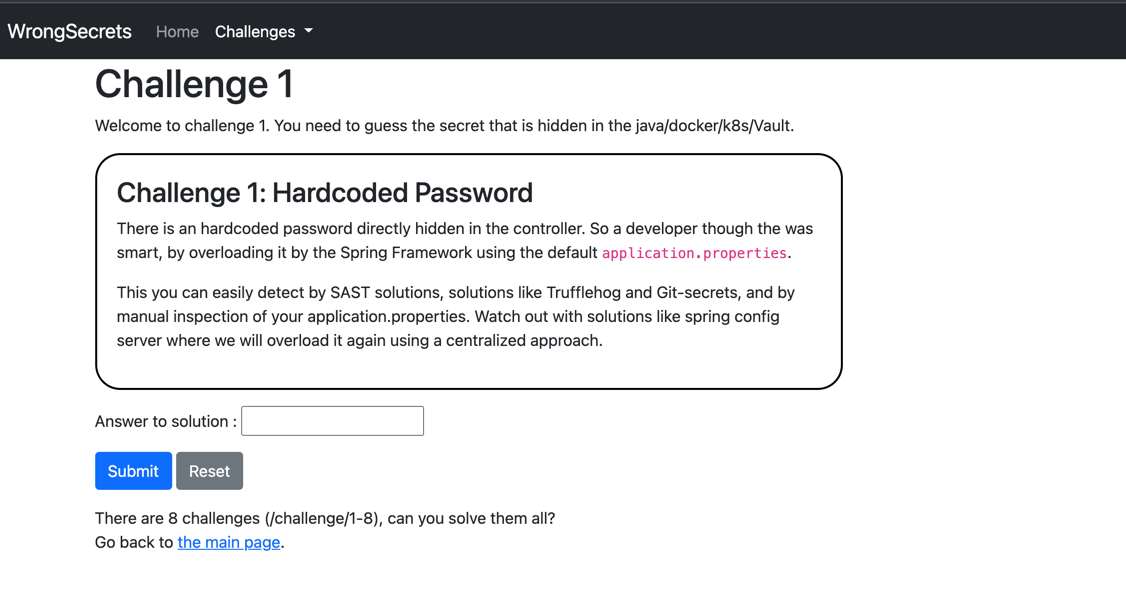 WrongSecrets Home Challenges
Challenge 1
Welcome to challenge 1. You need to guess the secret that is hidden in the java/docker/k8s/Vault.
Challenge 1: Hardcoded Password
There is an hardcoded password directly hidden in the controller. So a developer though the was
smart, by overloading it by the Spring Framework using the default application.properties.
This you can easily detect by SAST solutions, solutions like Trufflehog and Git-secrets, and by
manual inspection of your application.properties. Watch out with solutions like spring config
server where we will overload it again using a centralized approach.
Answer to solution :
Submit Reset
There are 8 challenges (/challenge/1-8), can you solve them all?
Go back to the main page.